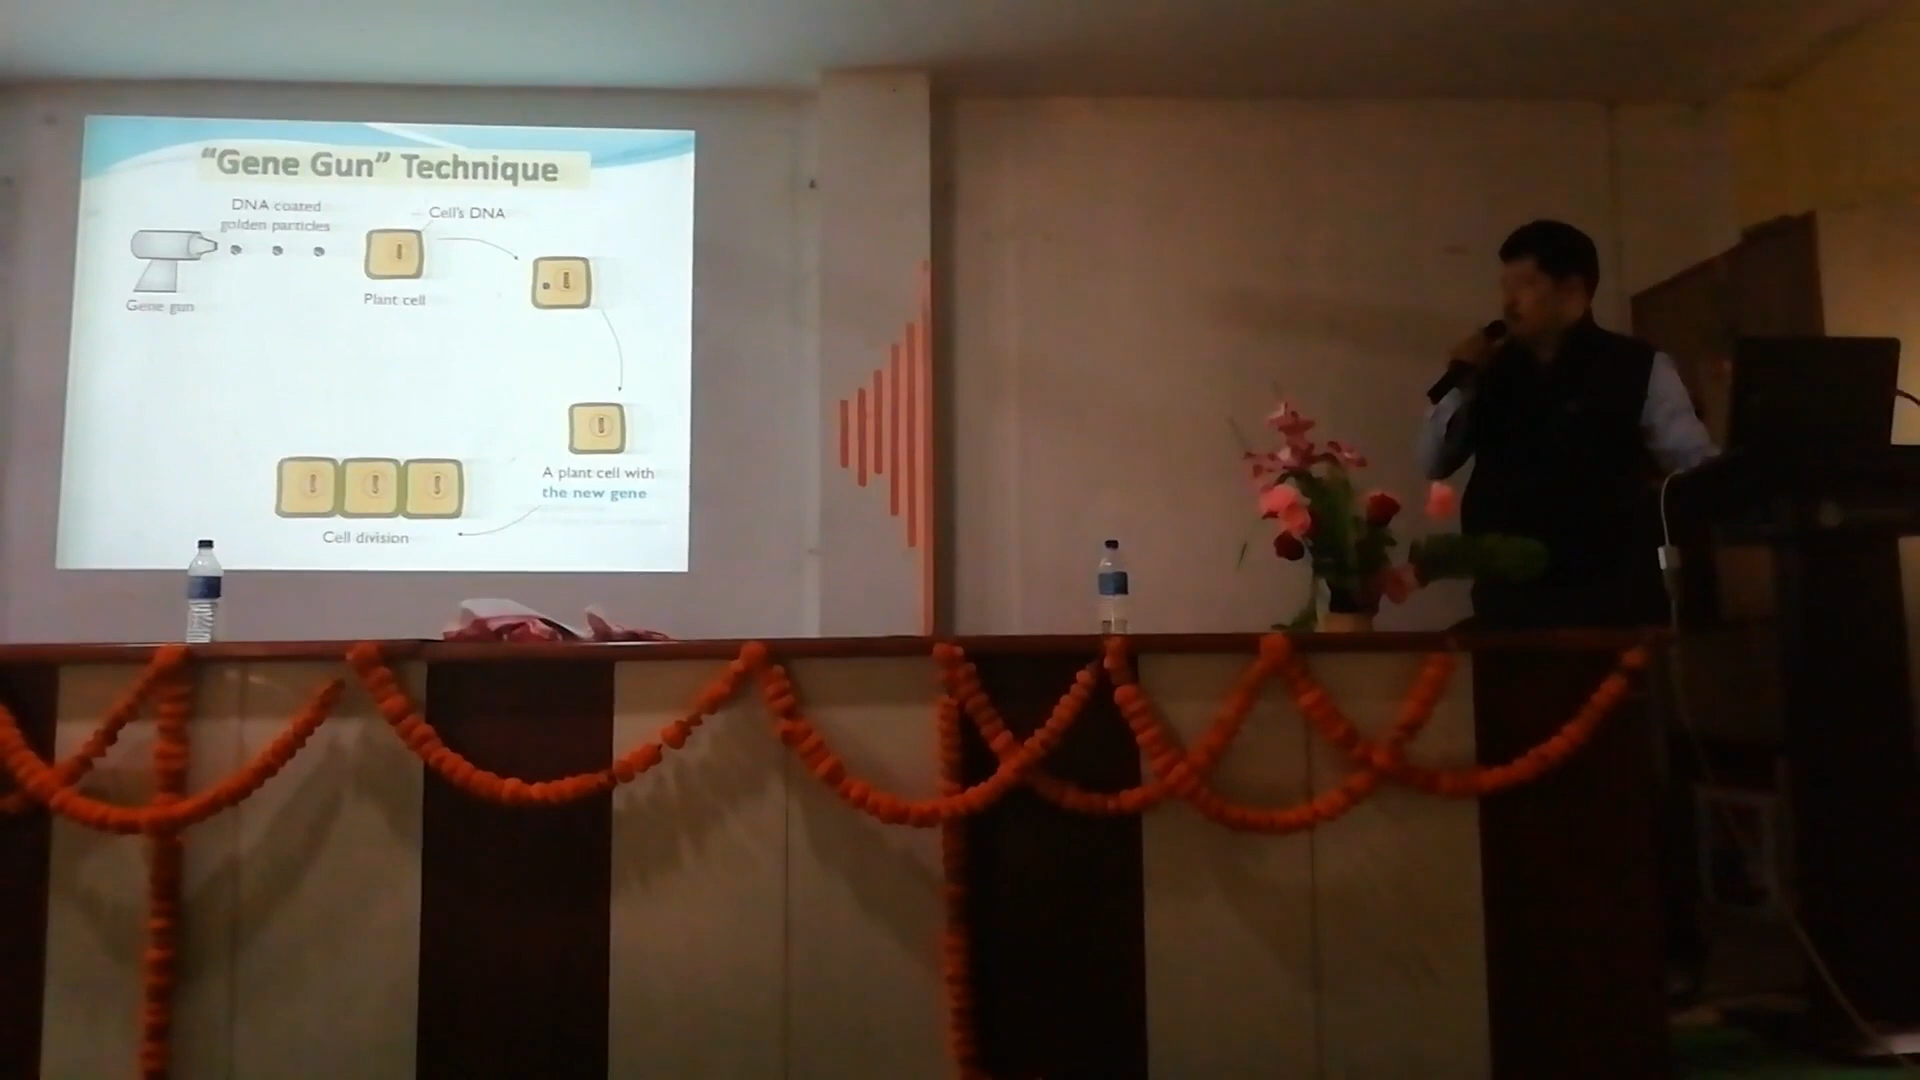 “Gene Gun” Technique
DNA coated
golden particles
Cell's DNA
Gene gun
Plant cell
A plant cell with
the new gene
Cell division